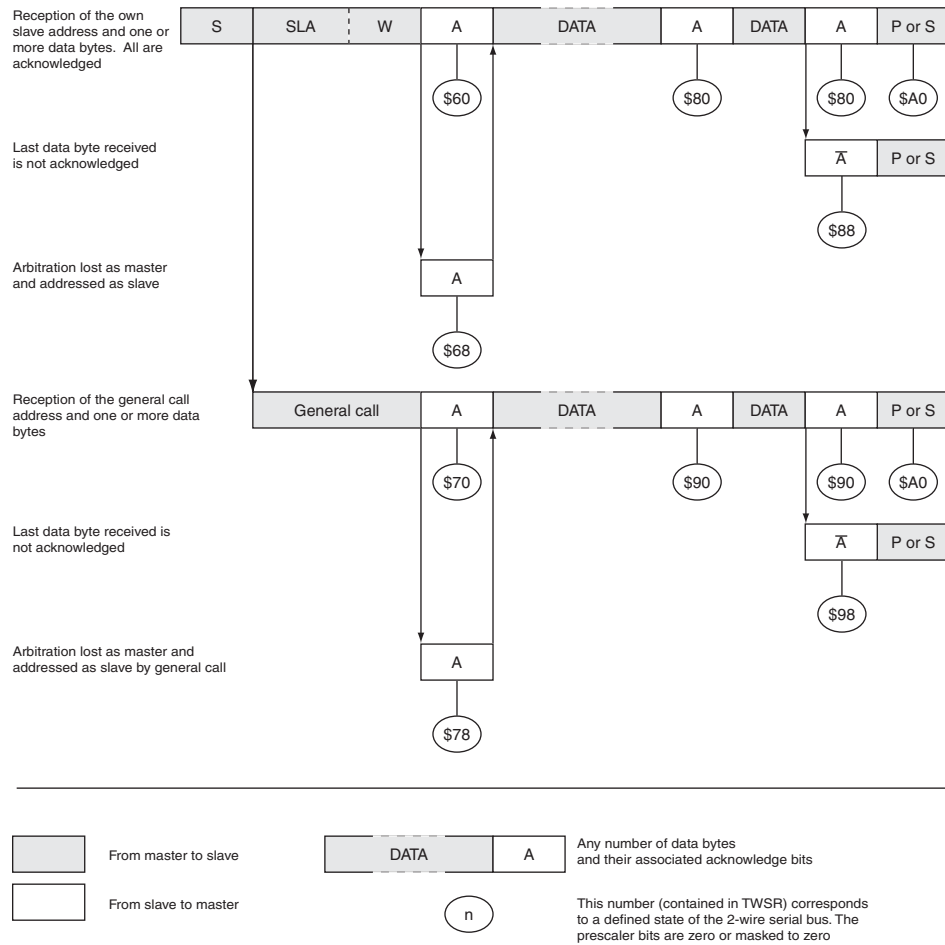 Reception of the own
slave address and one or
more data bytes. All are
acknowledged
S SLA W A DATA A DATA A P or S
$60 $80 $80 $A0
Last data byte received
is not acknowledged
A̅ P or S
$88
Arbitration lost as master
and addressed as slave
A
$68
Reception of the general call
address and one or more data
bytes
General call A DATA A DATA A P or S
$70 $90 $90 $A0
Last data byte received is
not acknowledged
A̅ P or S
$98
Arbitration lost as master and
addressed as slave by general call
A
$78
From master to slave
DATA A
Any number of data bytes
and their associated acknowledge bits
From slave to master
n
This number (contained in TWSR) corresponds
to a defined state of the 2-wire serial bus. The
prescaler bits are zero or masked to zero